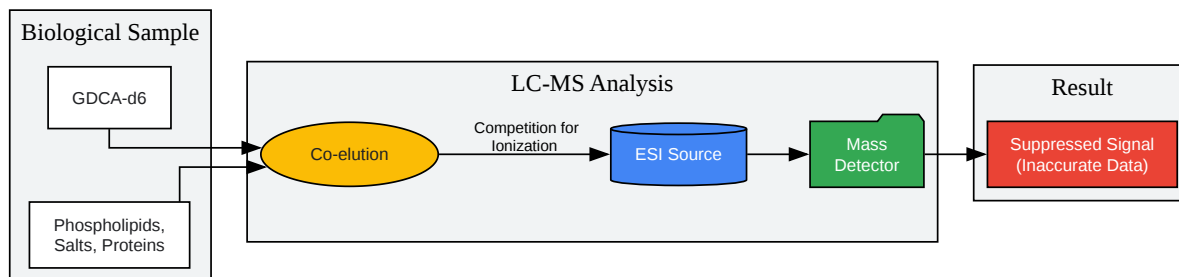 Biological Sample
GDCA-d6
Phospholipids,
Salts, Proteins
LC-MS Analysis
Co-elution
Competition for
Ionization
ESI Source
Mass
Detector
Result
Suppressed Signal
(Inaccurate Data)